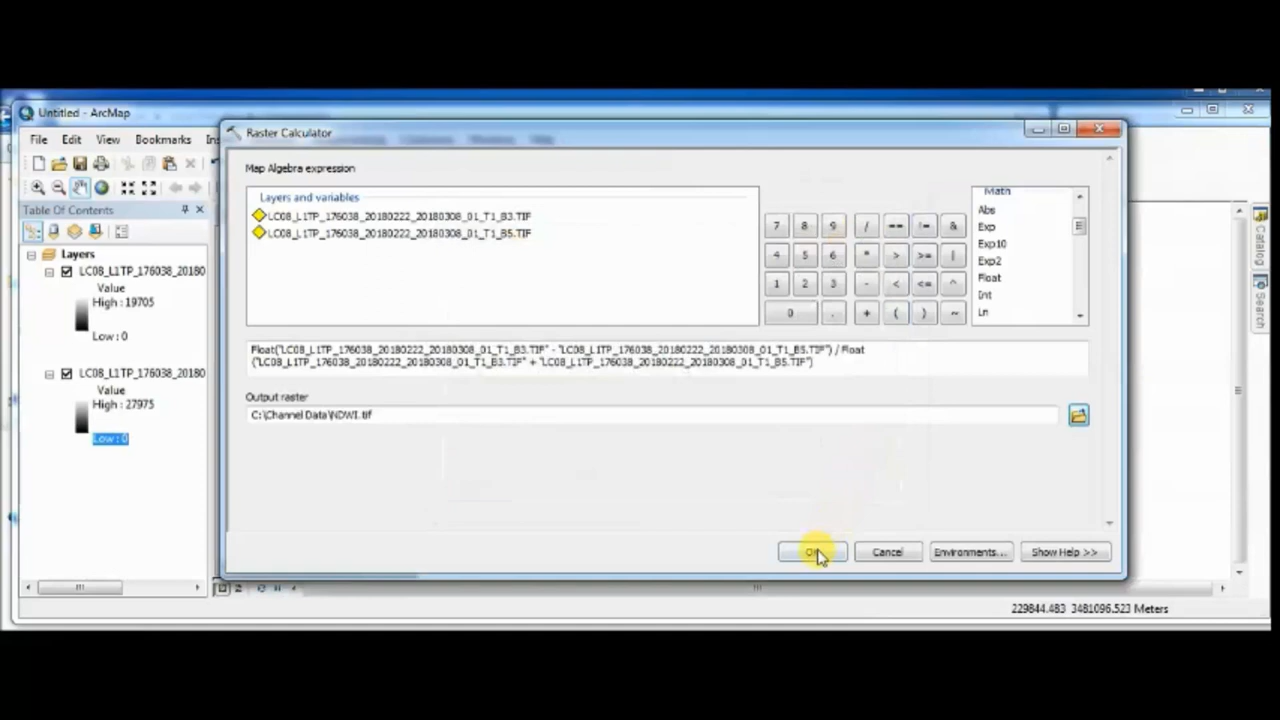 Untitled - ArcMap
File Edit View Bookmarks
Table Of Contents
Layers
LC08_L1TP_176038_20180
Value
High : 19705
Low : 0
LC08_L1TP_176038_20180
Value
High : 27975
Low : 0
Raster Calculator
Map Algebra expression
Layers and variables
LC08_L1TP_176038_20180222_20180308_01_T1_B3.TIF
LC08_L1TP_176038_20180222_20180308_01_T1_B5.TIF
7 8 9 / == != &
4 5 6 * > >= |
1 2 3 - < <= ^
0 . + ( ) ~
Math
Abs
Exp
Exp10
Exp2
Float
Int
Ln
Float("LC08_L1TP_176038_20180222_20180308_01_T1_B3.TIF" - "LC08_L1TP_176038_20180222_20180308_01_T1_B5.TIF") / Float
("LC08_L1TP_176038_20180222_20180308_01_T1_B3.TIF" + "LC08_L1TP_176038_20180222_20180308_01_T1_B5.TIF")
Output raster
C:\Channel Data\NDWI.tif
Cancel Environments... Show Help >>
Catalog
Search
229844.483 3481096.523 Meters